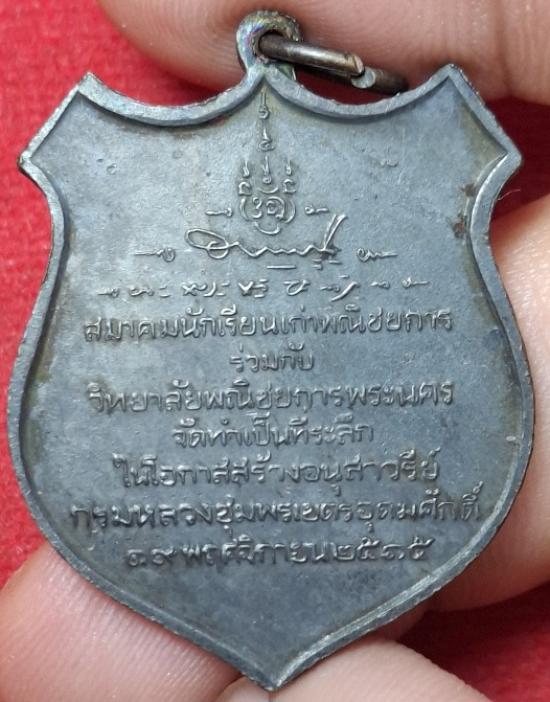 สมาคมนักเรียนเก่าพณิชยการ
ร่วมกับ
วิทยาลัยพณิชยการพระนคร
จัดทำเป็นที่ระลึก
ในโอกาสสร้างอนุสาวรีย์
กรมหลวงชุมพรเขตรอุดมศักดิ์
๑๙ พฤศจิกายน๒๕๑๕